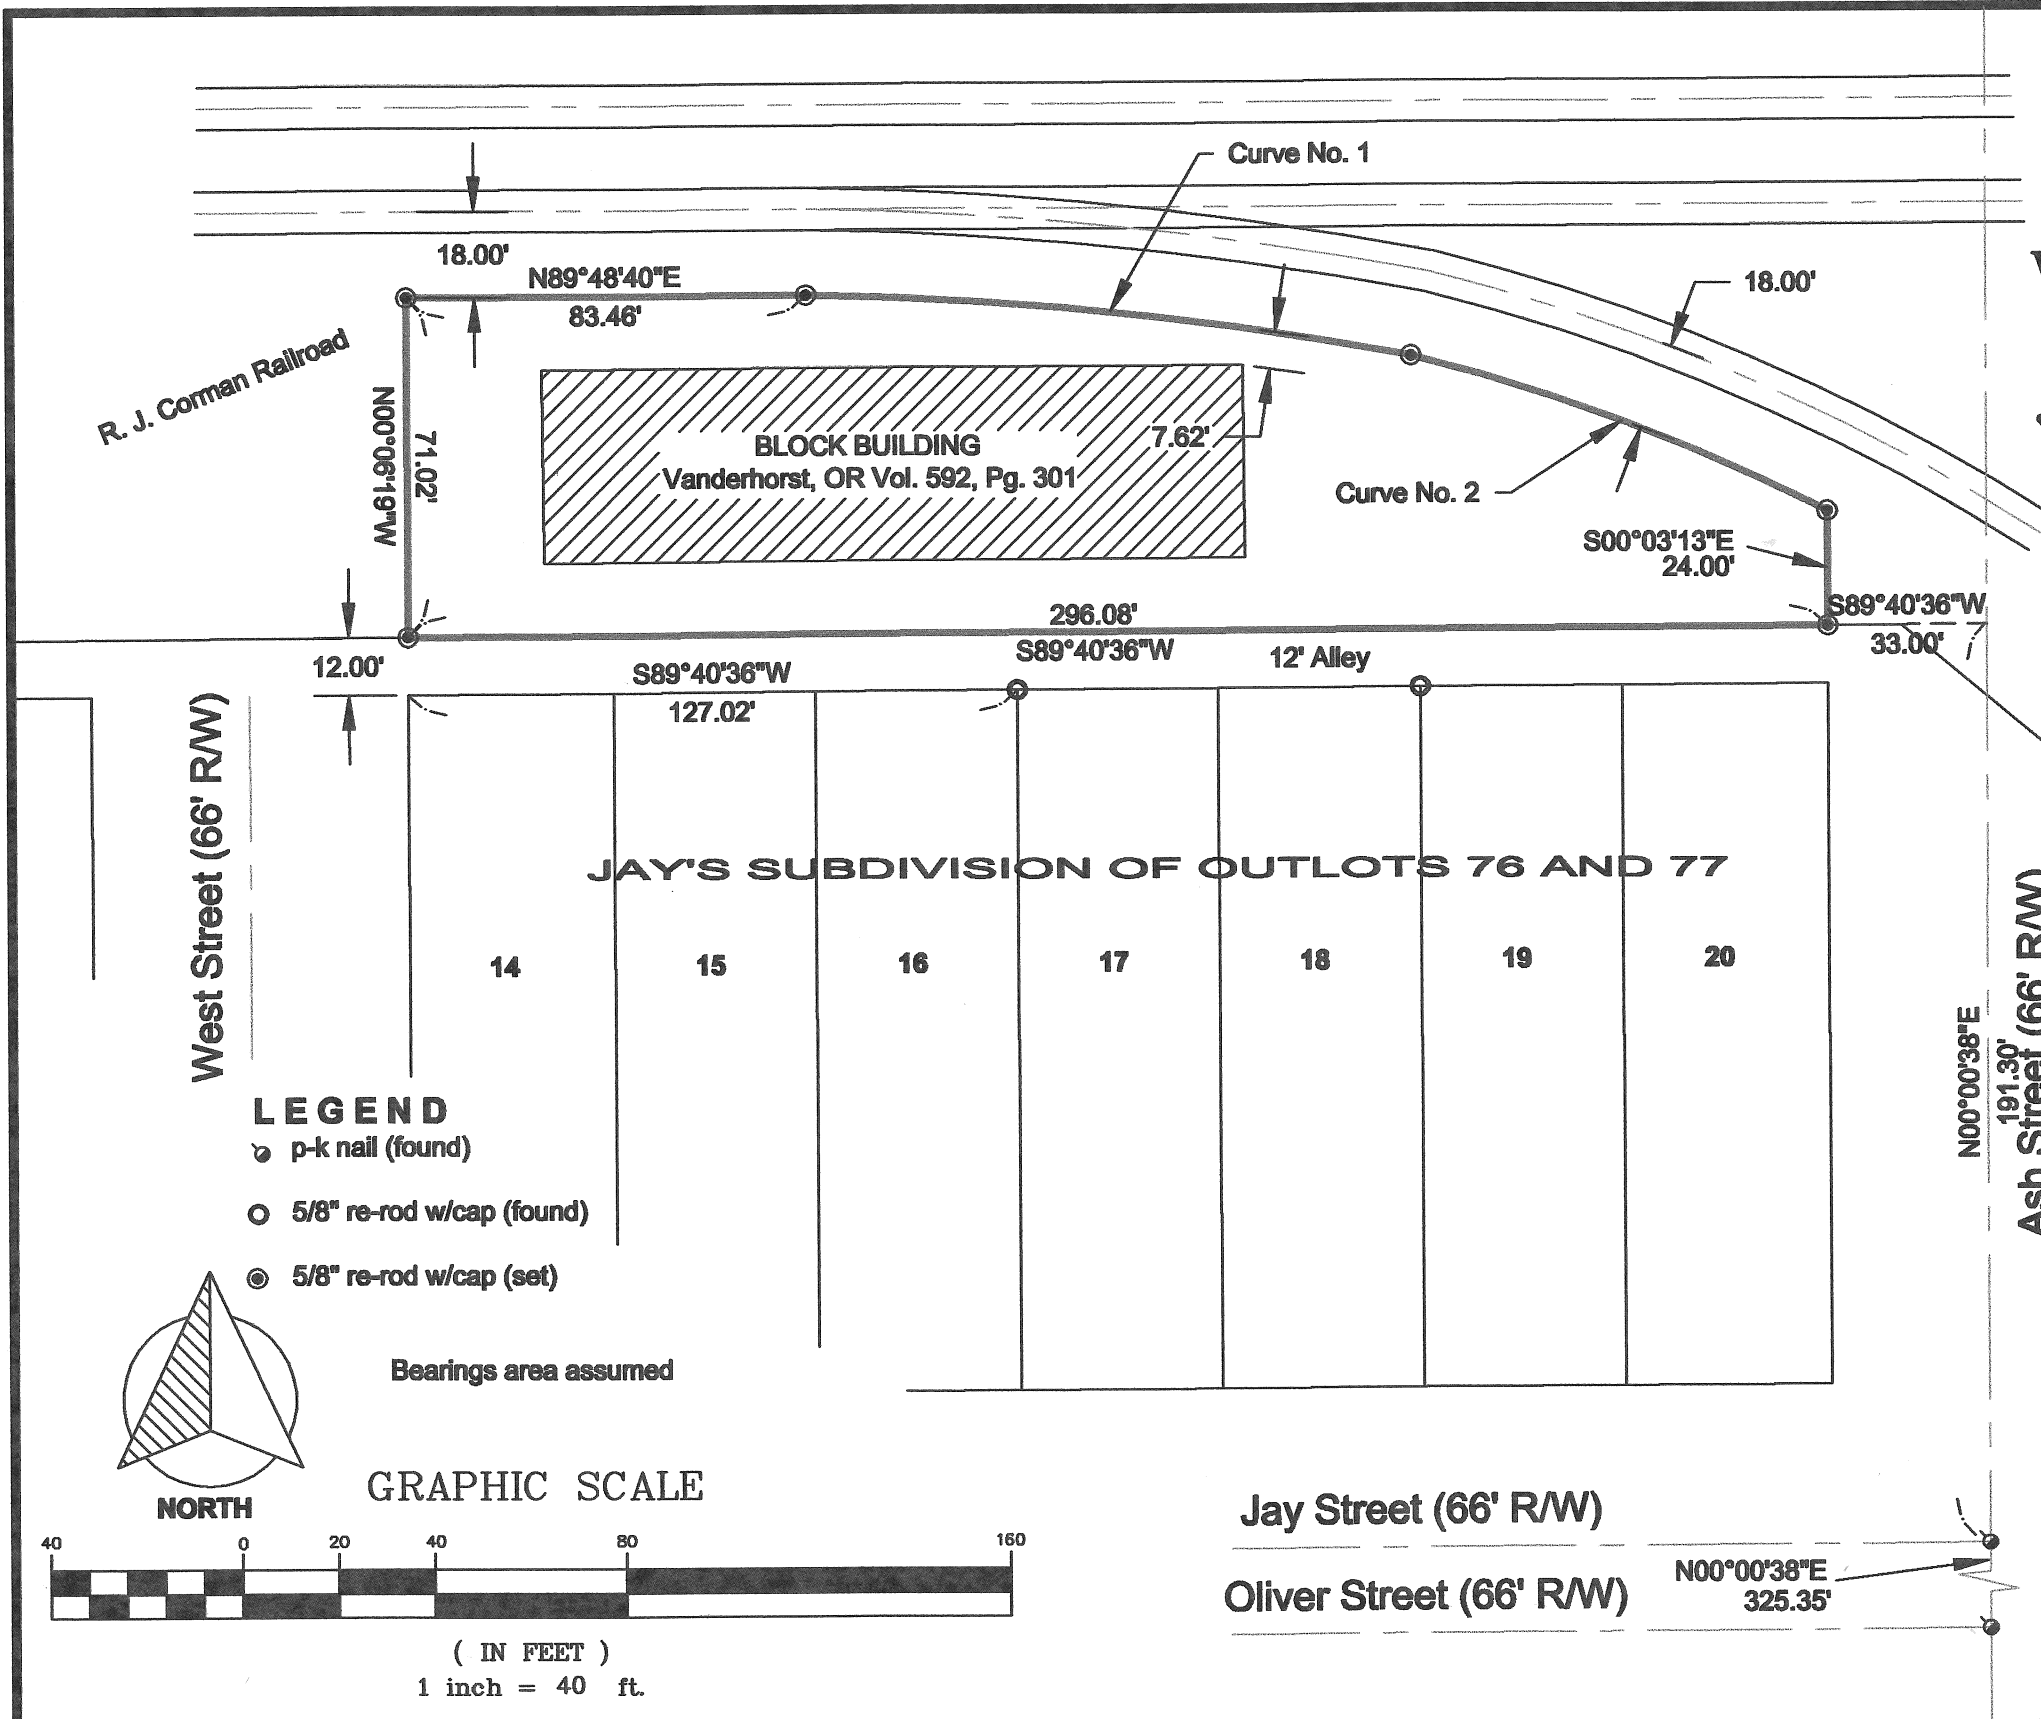 Curve No. 1
18.00'
N89°48'40"E
83.46'
18.00'
R. J. Corman Railroad
N00°06'19"W
71.02'
BLOCK BUILDING
Vanderhorst, OR Vol. 592, Pg. 301
7.62'
Curve No. 2
S00°03'13"E
24.00'
296.08'
S89°40'36"W
S89°40'36"W
33.00'
12.00'
S89°40'36"W
127.02'
12' Alley
West Street (66' R/W)
JAY'S SUBDIVISION OF OUTLOTS 76 AND 77
14
15
16
17
18
19
20
N00°00'38"E
191.30'
Ash Street (66' R/W)
LEGEND
p-k nail (found)
5/8" re-rod w/cap (found)
5/8" re-rod w/cap (set)
NORTH
Bearings area assumed
GRAPHIC SCALE
40 0 20 40 80 160
( IN FEET )
1 inch = 40 ft.
Jay Street (66' R/W)
Oliver Street (66' R/W)
N00°00'38"E
325.35'